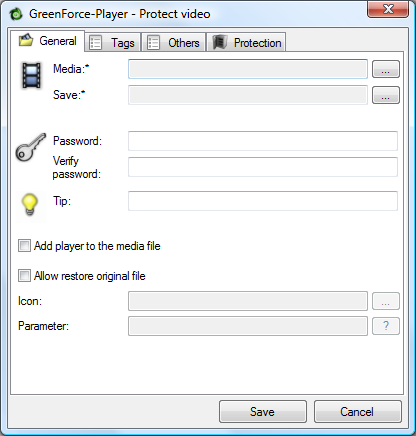 GreenForce-Player - Protect video
General Tags Others Protection
Media:*
...
Save:*
...
Password:
Verify
password:
Tip:
Add player to the media file
Allow restore original file
Icon:
...
Parameter:
?
Save Cancel